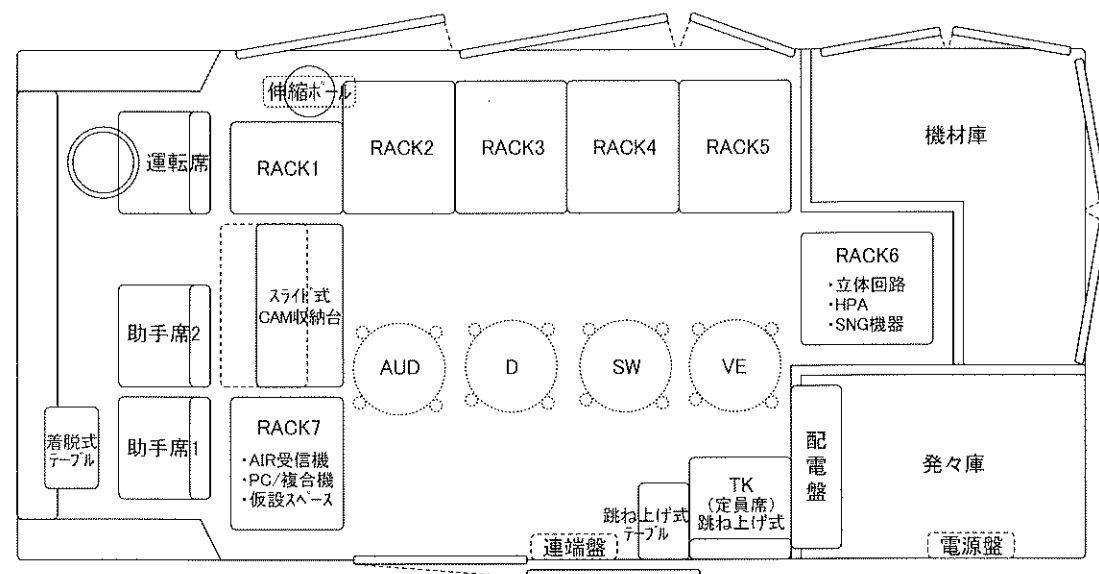 伸縮ポール
運転席
RACK1
RACK2
RACK3
RACK4
RACK5
機材庫
RACK6
・立体回路
・HPA
・SNG機器
スライド式
CAM収納台
助手席2
AUD
D
SW
VE
着脱式
テーブル
助手席1
RACK7
・AIR受信機
・PC/複合機
・仮設スペース
跳ね上げ式
テーブル
TK
(定員席)
跳ね上げ式
配電盤
発々庫
連端盤
電源盤